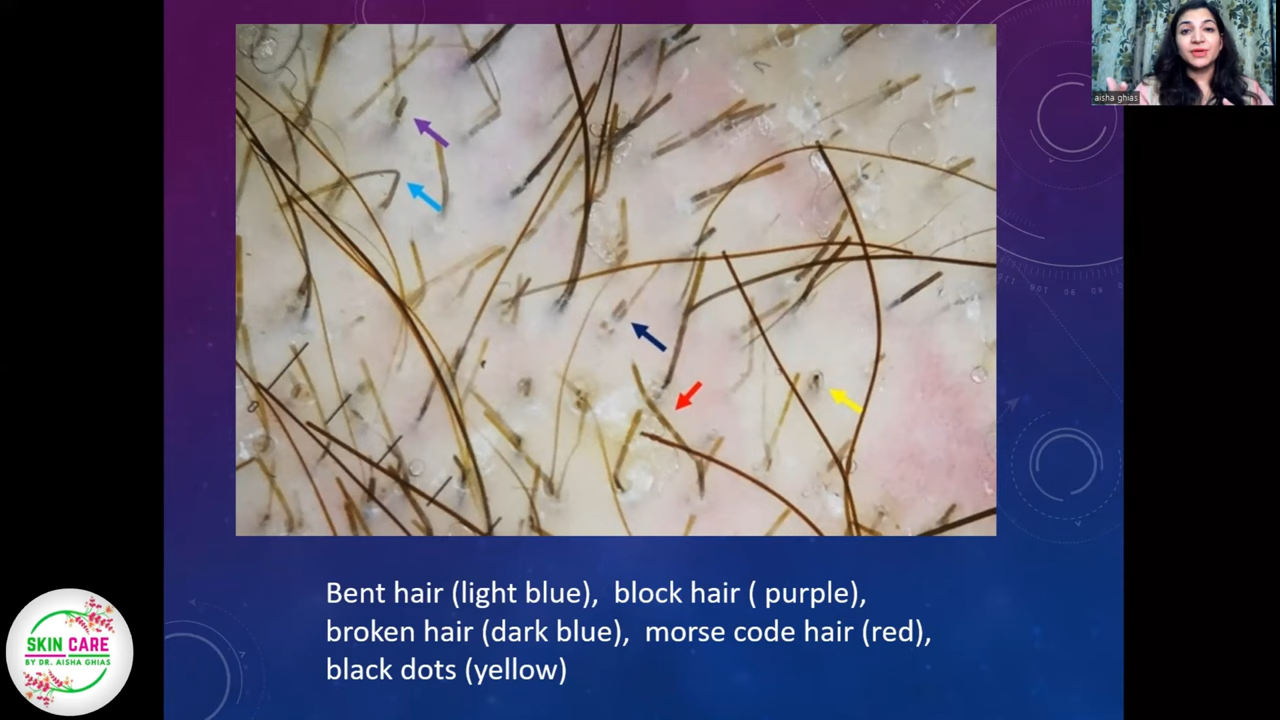 aisha ghias
Bent hair (light blue),  block hair ( purple),
broken hair (dark blue),  morse code hair (red),
black dots (yellow)
SKIN CARE
BY DR. AISHA GHIAS